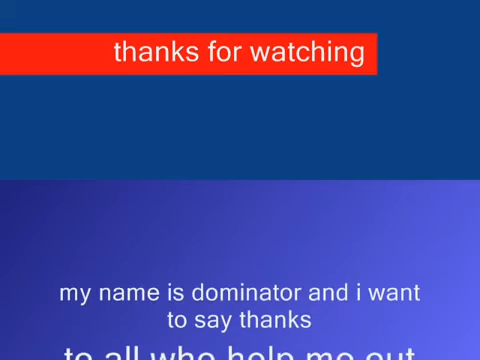 thanks for watching
my name is dominator and i want
to say thanks
to all who help me out